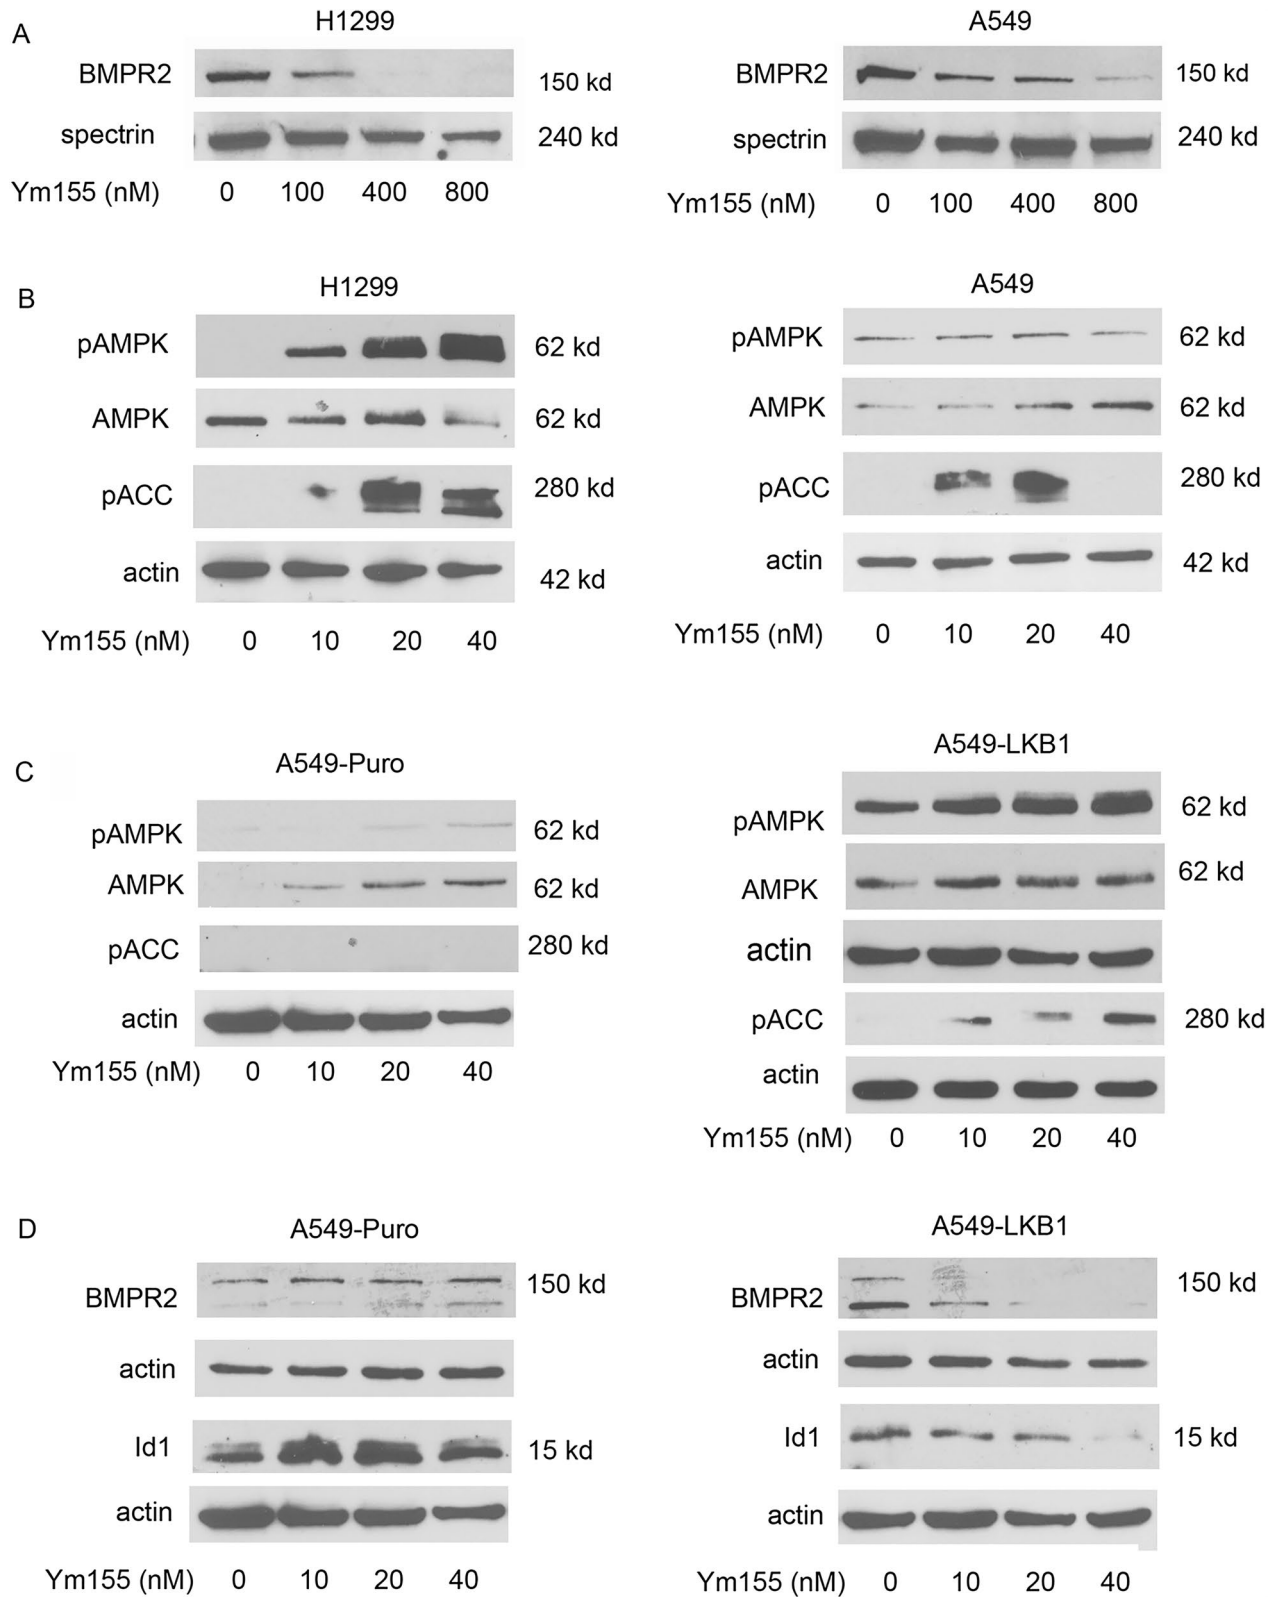 A
H1299
BMPR2
150 kd
spectrin
240 kd
Ym155 (nM) 0 100 400 800
A549
BMPR2
150 kd
spectrin
240 kd
Ym155 (nM) 0 100 400 800
B
H1299
pAMPK
62 kd
AMPK
62 kd
pACC
280 kd
actin
42 kd
Ym155 (nM) 0 10 20 40
A549
pAMPK
62 kd
AMPK
62 kd
pACC
280 kd
actin
42 kd
Ym155 (nM) 0 10 20 40
C
A549-Puro
pAMPK
62 kd
AMPK
62 kd
pACC
280 kd
actin
Ym155 (nM) 0 10 20 40
A549-LKB1
pAMPK
62 kd
AMPK
62 kd
actin
pACC
280 kd
actin
Ym155 (nM) 0 10 20 40
D
A549-Puro
BMPR2
150 kd
actin
Id1
15 kd
actin
Ym155 (nM) 0 10 20 40
A549-LKB1
BMPR2
150 kd
actin
Id1
15 kd
actin
Ym155 (nM) 0 10 20 40